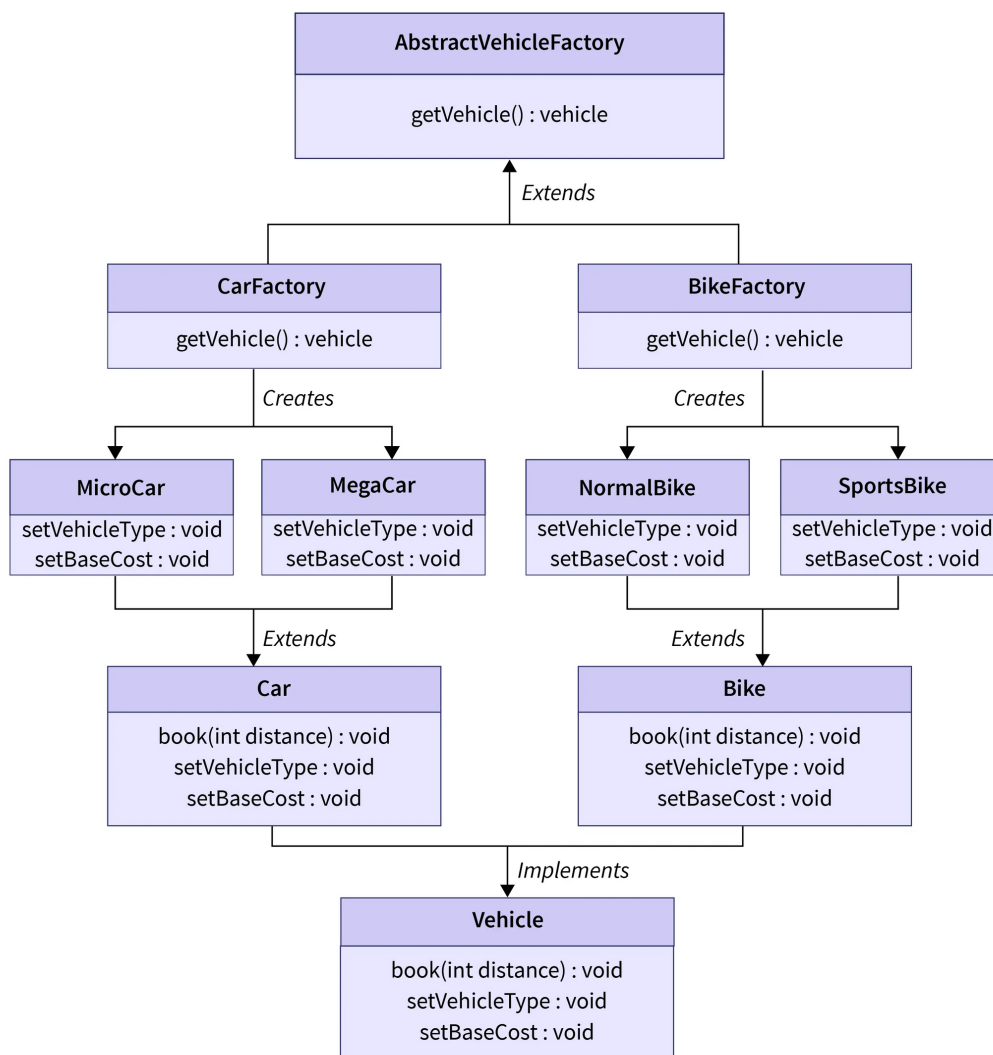 AbstractVehicleFactory
getVehicle() : vehicle
Extends
CarFactory
BikeFactory
getVehicle() : vehicle
getVehicle() : vehicle
Creates
Creates
MicroCar
MegaCar
NormalBike
SportsBike
setVehicleType : void
setBaseCost : void
setVehicleType : void
setBaseCost : void
setVehicleType : void
setBaseCost : void
setVehicleType : void
setBaseCost : void
Extends
Extends
Car
Bike
book(int distance) : void
setVehicleType : void
setBaseCost : void
book(int distance) : void
setVehicleType : void
setBaseCost : void
Implements
Vehicle
book(int distance) : void
setVehicleType : void
setBaseCost : void